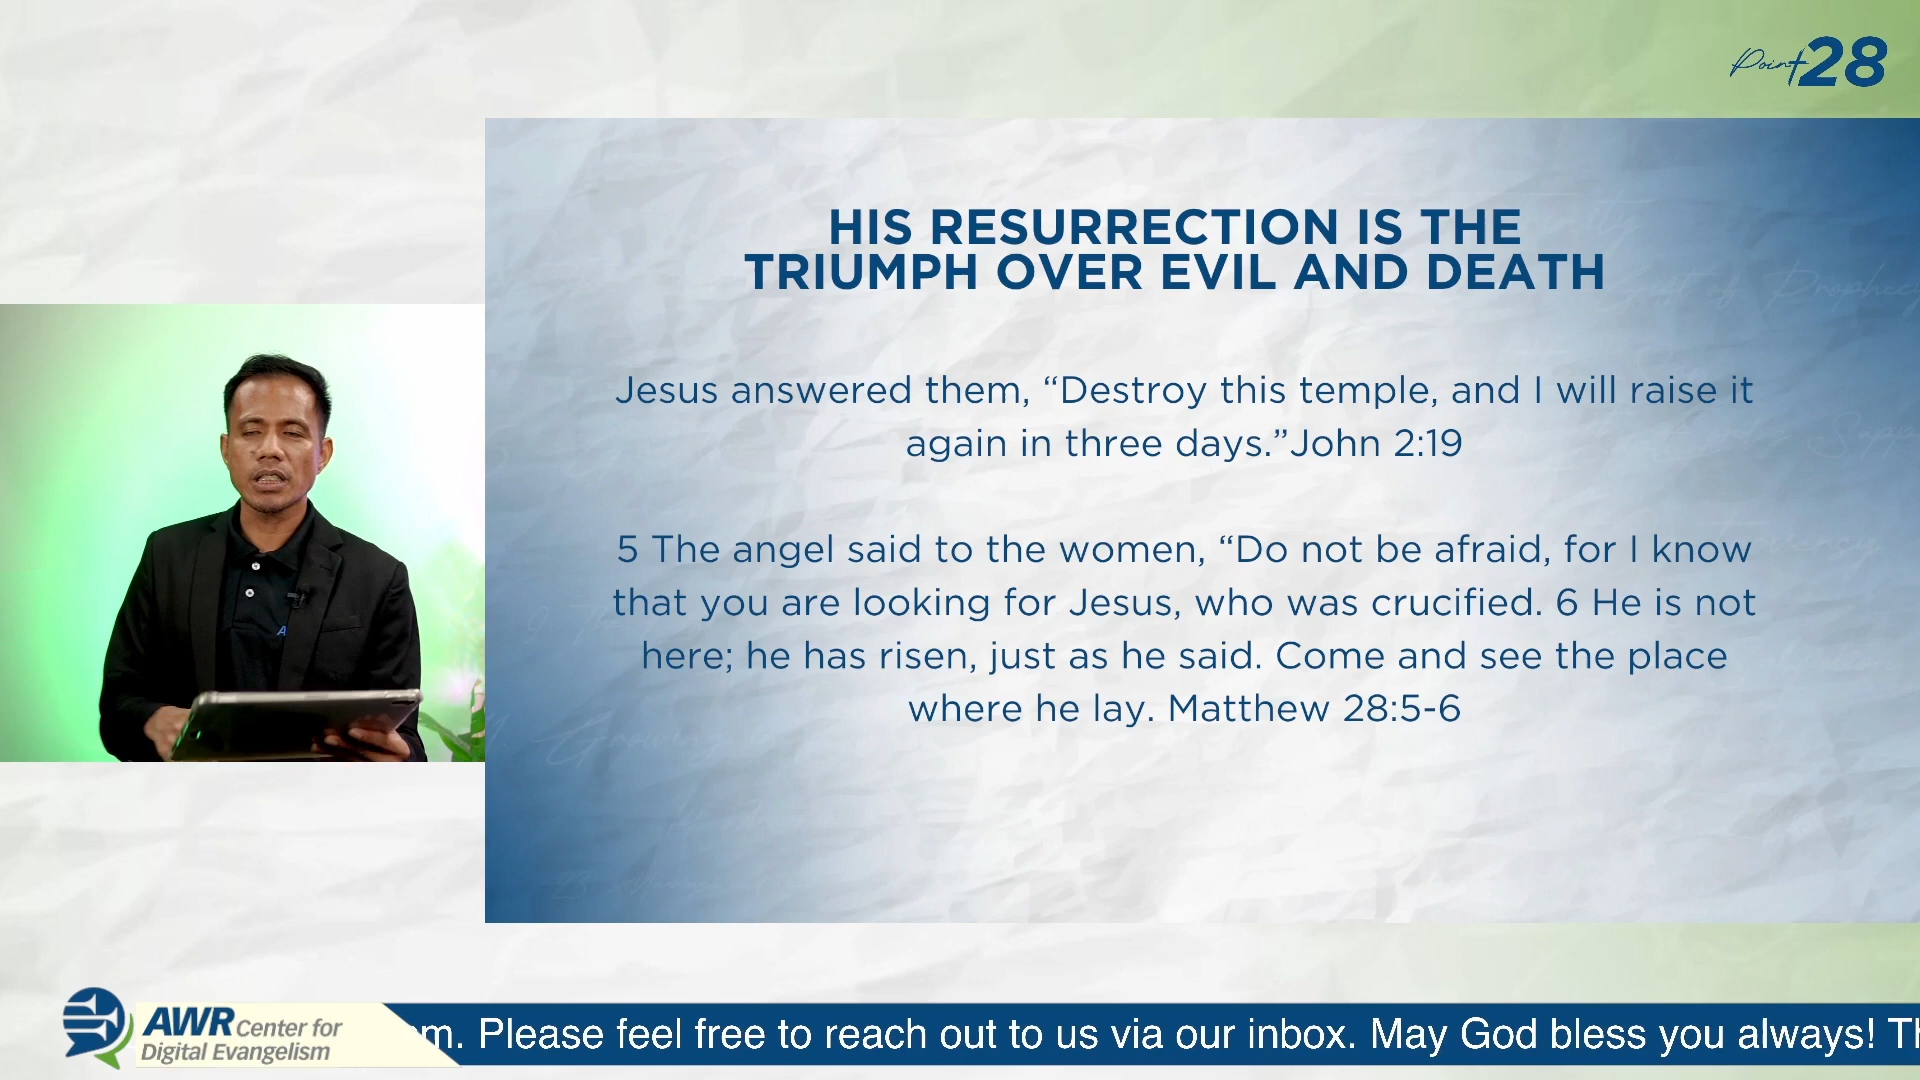 Point28
HIS RESURRECTION IS THE
TRIUMPH OVER EVIL AND DEATH
Jesus answered them, “Destroy this temple, and I will raise it
again in three days.”John 2:19
5 The angel said to the women, “Do not be afraid, for I know
that you are looking for Jesus, who was crucified. 6 He is not
here; he has risen, just as he said. Come and see the place
where he lay. Matthew 28:5-6
AWR Center for
Digital Evangelism
m. Please feel free to reach out to us via our inbox. May God bless you always!